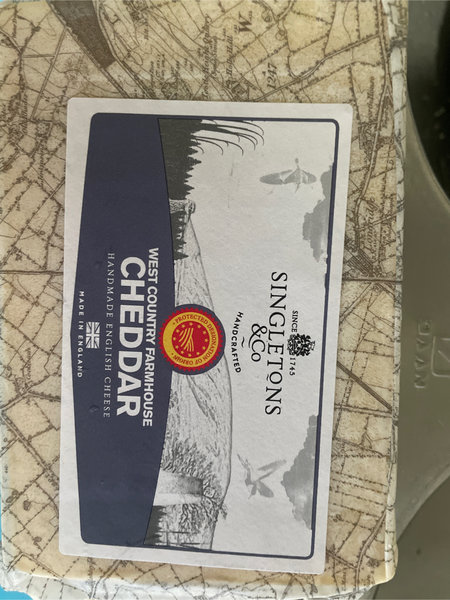 SINCE 1745
SINGLETONS
&Co
HANDCRAFTED
PROTECTED DESIGNATION OF ORIGIN
WEST COUNTRY FARMHOUSE
CHEDDAR
HANDMADE ENGLISH CHEESE
MADE IN ENGLAND